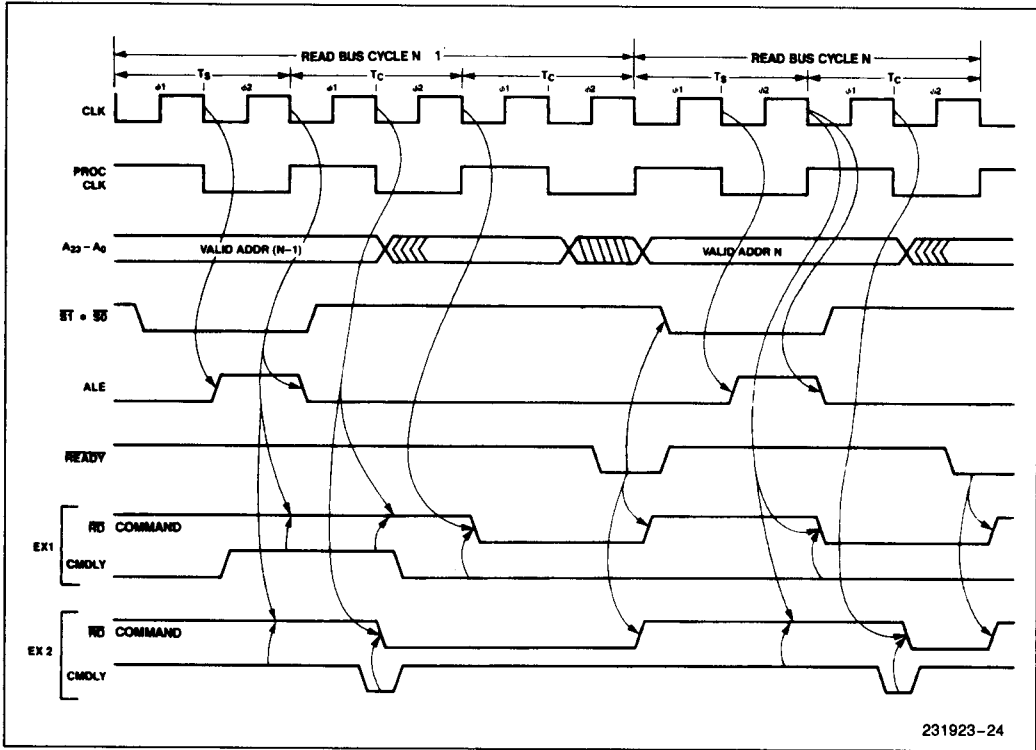 READ BUS CYCLE N 1 READ BUS CYCLE N
TS TC TC TS TC
φ1 φ2 φ1 φ2 φ1 φ2 φ1 φ2 φ1 φ2
CLK
PROC
CLK
A23 – A0 VALID ADDR (N–1) VALID ADDR N
S1 • S0
ALE
READY
EX1
RD COMMAND
CMDLY
EX 2
RD COMMAND
CMDLY
231923–24